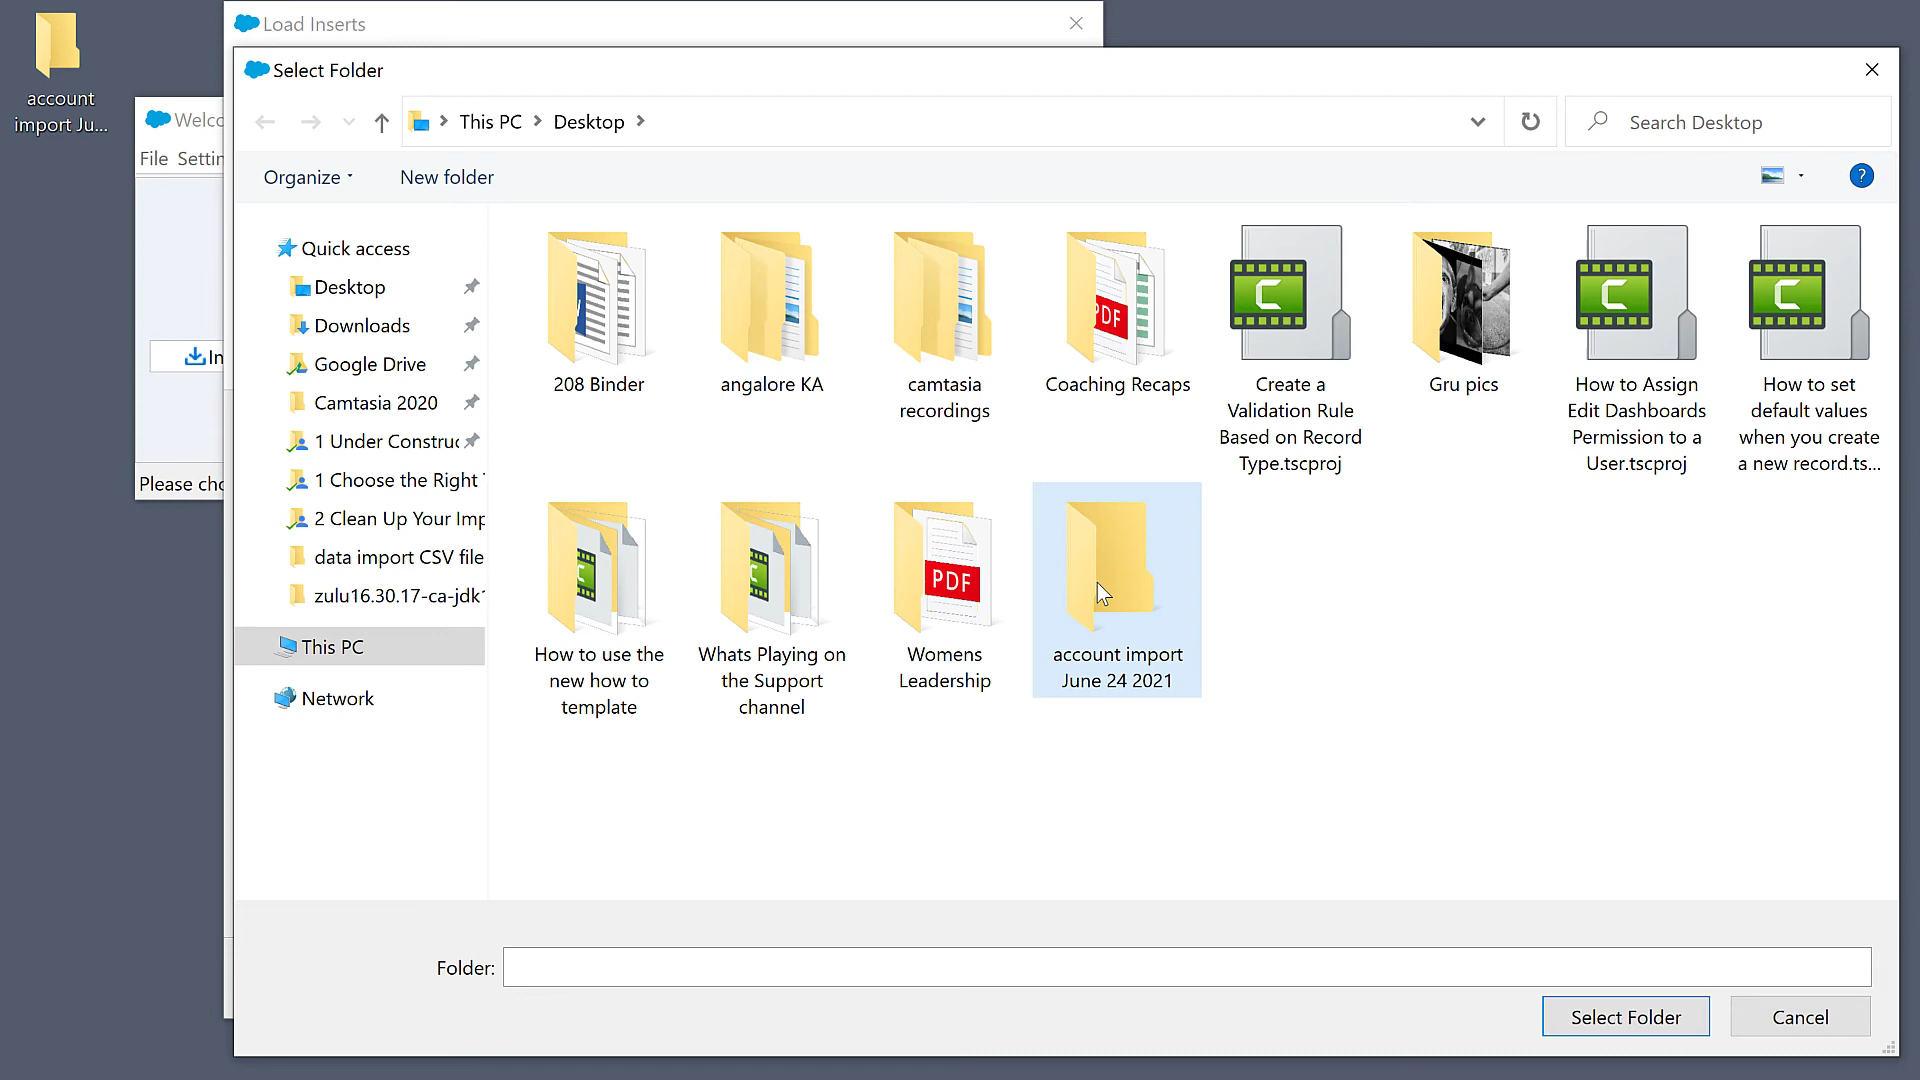 account
import Ju...
Load Inserts
Welco
File Settin
In
Please cho
Select Folder
This PC
Desktop
Search Desktop
Organize
New folder
?
Quick access
Desktop
Downloads
Google Drive
Camtasia 2020
1 Under Construc
1 Choose the Right T
2 Clean Up Your Imp
data import CSV file
zulu16.30.17-ca-jdk1
This PC
Network
208 Binder
angalore KA
camtasia
recordings
PDF
Coaching Recaps
C
Create a
Validation Rule
Based on Record
Type.tscproj
Gru pics
C
How to Assign
Edit Dashboards
Permission to a
User.tscproj
C
How to set
default values
when you create
a new record.ts...
C
How to use the
new how to
template
C
Whats Playing on
the Support
channel
PDF
Womens
Leadership
account import
June 24 2021
Folder:
Select Folder
Cancel